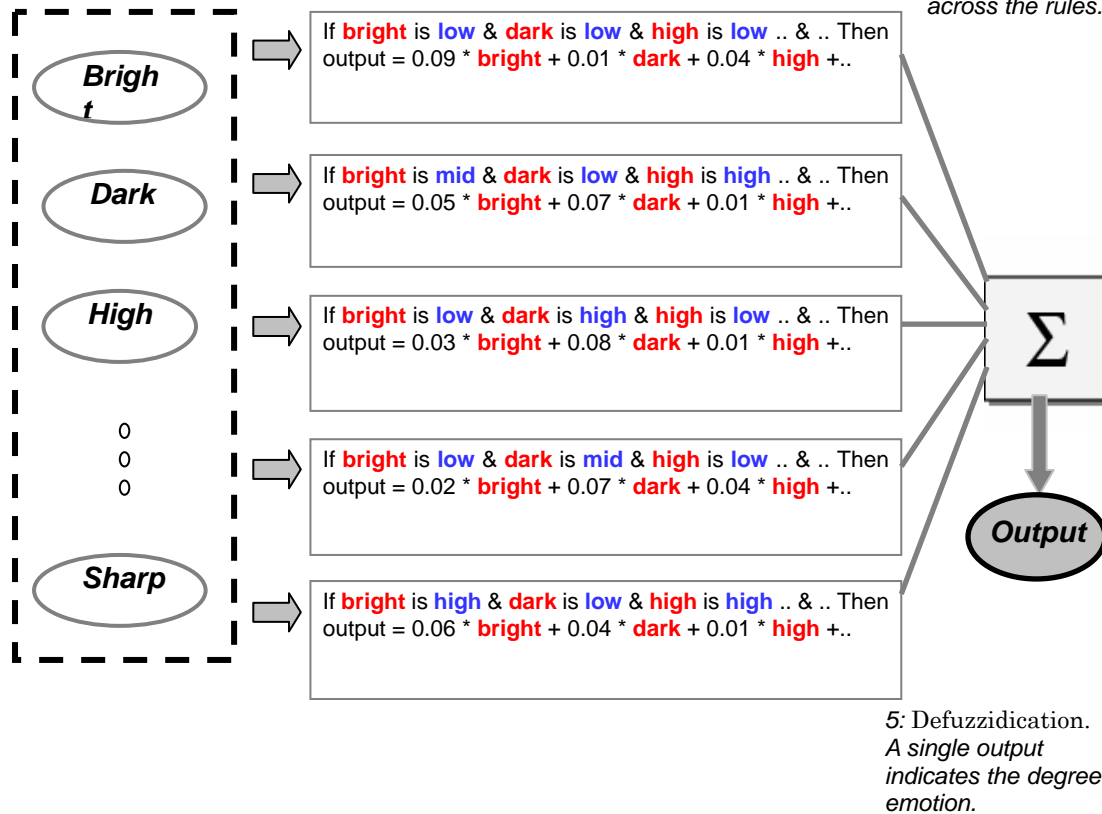 across the rules.
Brigh
t
Dark
High
Sharp
If bright is low & dark is low & high is low .. & .. Then
output = 0.09 * bright + 0.01 * dark + 0.04 * high +..
If bright is mid & dark is low & high is high .. & .. Then
output = 0.05 * bright + 0.07 * dark + 0.01 * high +..
If bright is low & dark is high & high is low .. & .. Then
output = 0.03 * bright + 0.08 * dark + 0.01 * high +..
If bright is low & dark is mid & high is low .. & .. Then
output = 0.02 * bright + 0.07 * dark + 0.04 * high +..
If bright is high & dark is low & high is high .. & .. Then
output = 0.06 * bright + 0.04 * dark + 0.01 * high +..
Σ
Output
5: Defuzzidication.
A single output
indicates the degree
emotion.